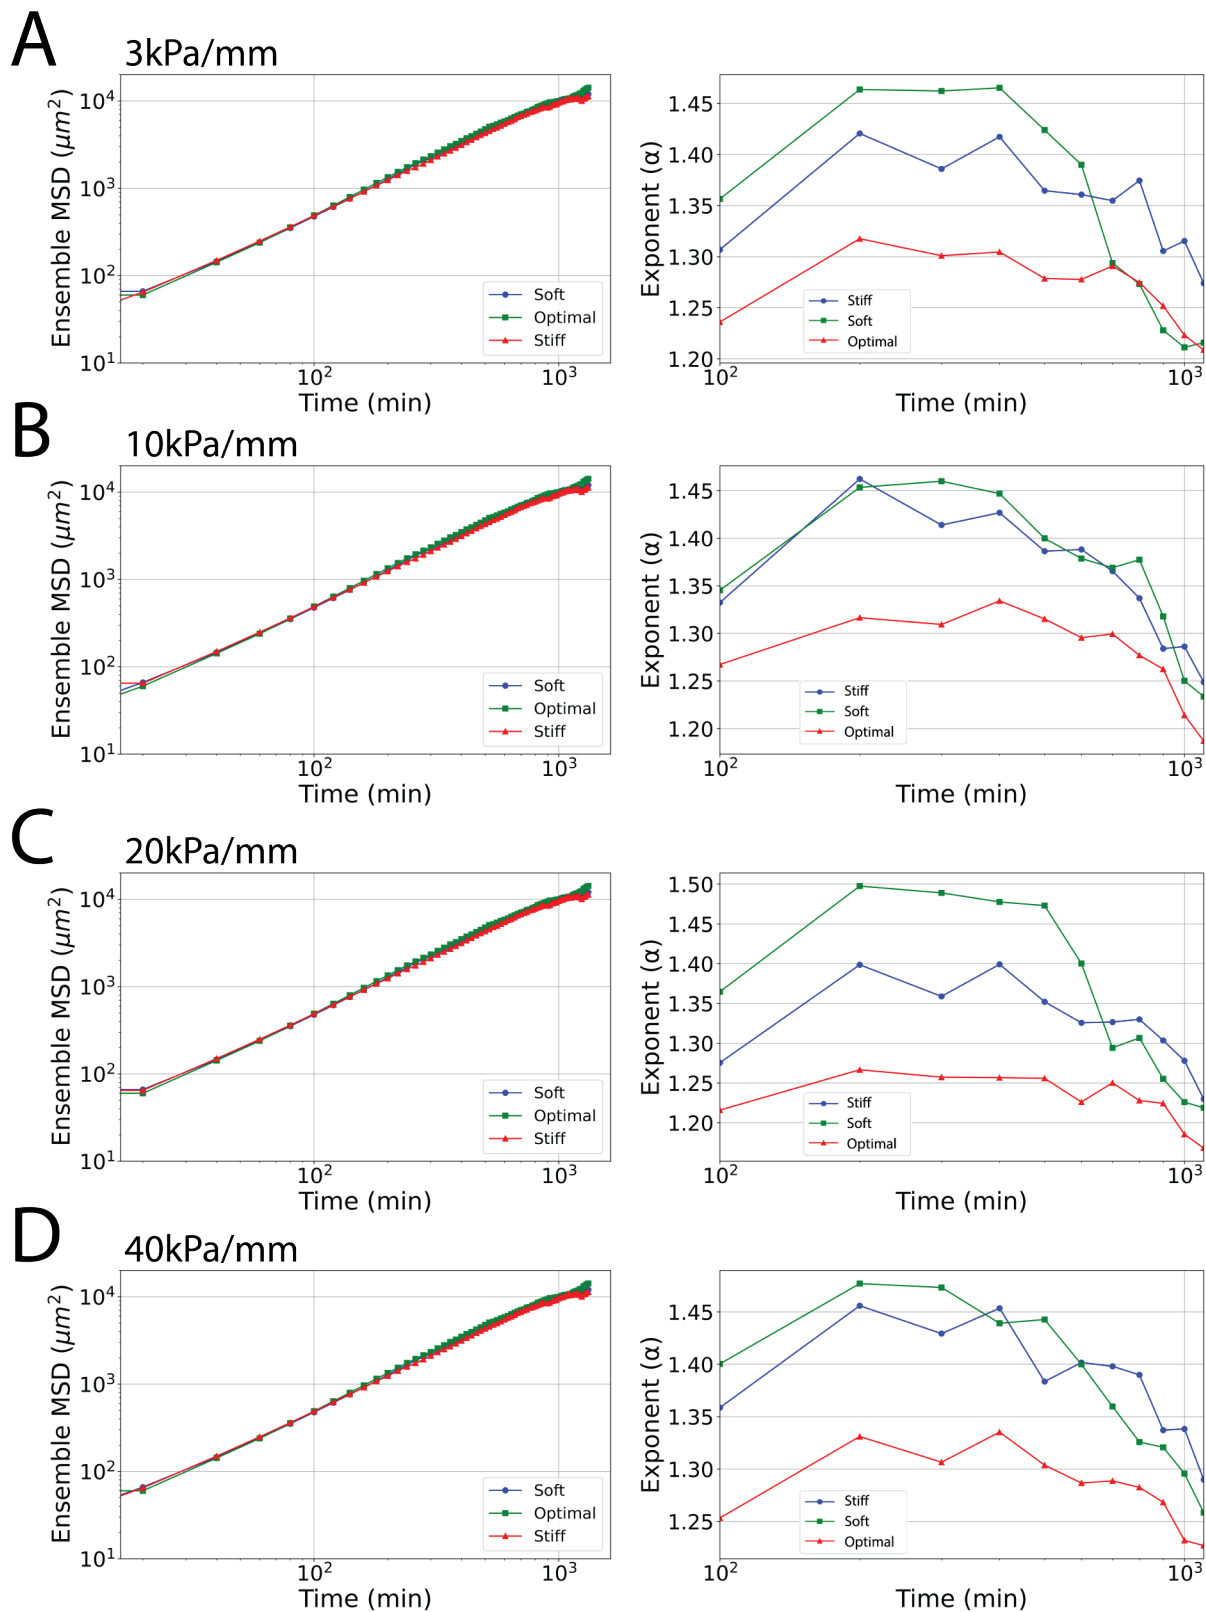 A
3kPa/mm
Ensemble MSD (μm²)
10⁴
10³
10²
10¹
Soft
Optimal
Stiff
10²
10³
Time (min)
Exponent (α)
1.45
1.40
1.35
1.30
1.25
1.20
Stiff
Soft
Optimal
10²
10³
Time (min)
B
10kPa/mm
Ensemble MSD (μm²)
10⁴
10³
10²
10¹
Soft
Optimal
Stiff
10²
10³
Time (min)
Exponent (α)
1.45
1.40
1.35
1.30
1.25
1.20
Stiff
Soft
Optimal
10²
10³
Time (min)
C
20kPa/mm
Ensemble MSD (μm²)
10⁴
10³
10²
10¹
Soft
Optimal
Stiff
10²
10³
Time (min)
Exponent (α)
1.50
1.45
1.40
1.35
1.30
1.25
1.20
Stiff
Soft
Optimal
10²
10³
Time (min)
D
40kPa/mm
Ensemble MSD (μm²)
10⁴
10³
10²
10¹
Soft
Optimal
Stiff
10²
10³
Time (min)
Exponent (α)
1.45
1.40
1.35
1.30
1.25
Stiff
Soft
Optimal
10²
10³
Time (min)